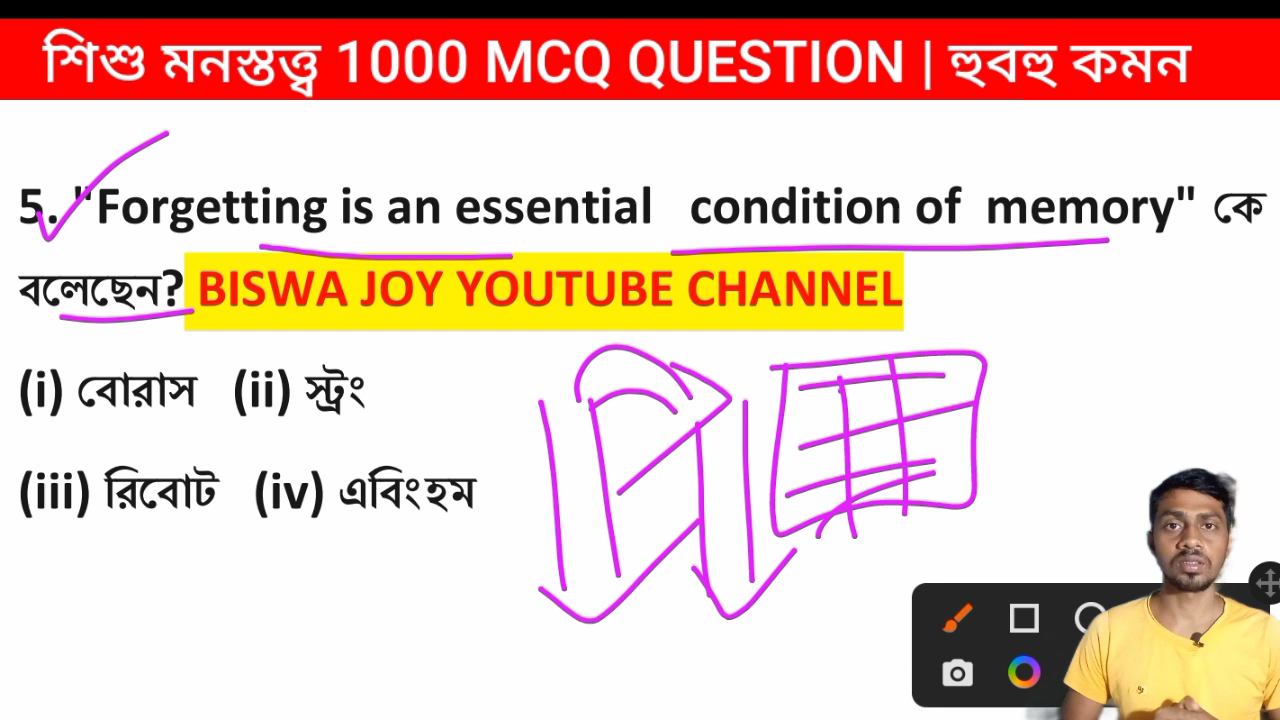 শিশু মনস্তত্ত্ব 1000 MCQ QUESTION | হুবহু কমন
5. "Forgetting is an essential condition of memory" কে
বলেছেন? BISWA JOY YOUTUBE CHANNEL
(i) বোরাস (ii) স্ট্রং
(iii) রিবোট (iv) এবিংহম